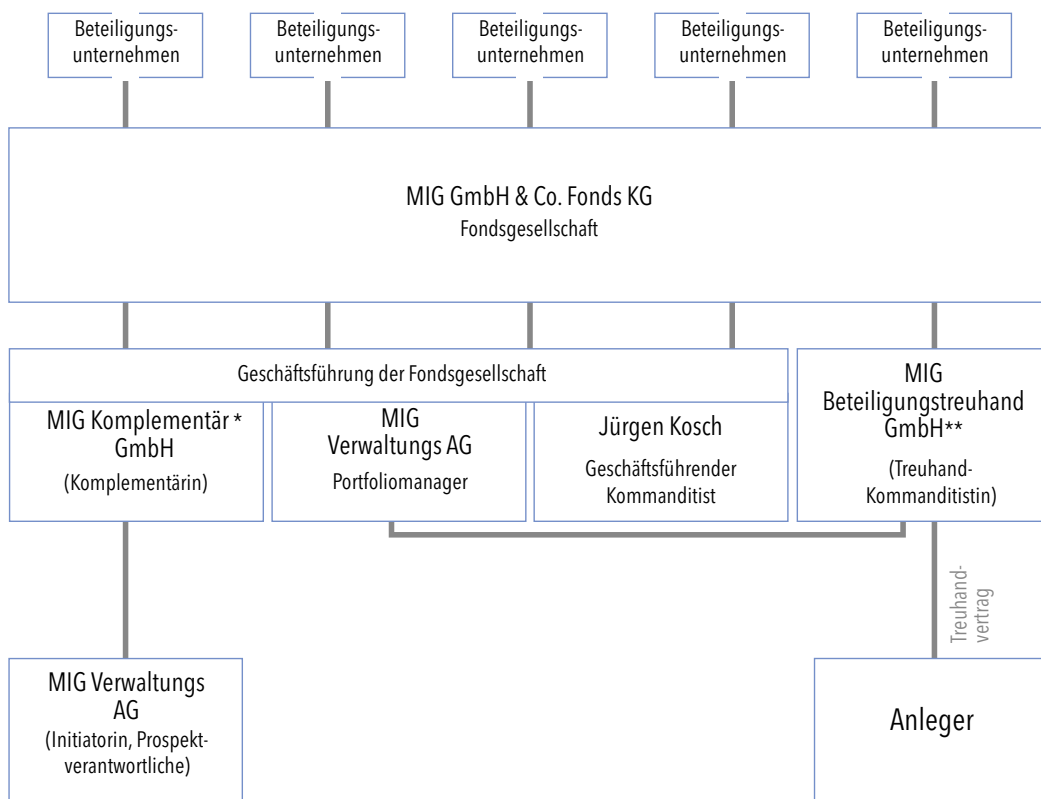 Beteiligungs-
unternehmen
Beteiligungs-
unternehmen
Beteiligungs-
unternehmen
Beteiligungs-
unternehmen
Beteiligungs-
unternehmen
MIG GmbH & Co. Fonds KG
Fondsgesellschaft
Geschäftsführung der Fondsgesellschaft
MIG Komplementär *
GmbH
(Komplementärin)
MIG
Verwaltungs AG
Portfoliomanager
Jürgen Kosch
Geschäftsführender
Kommanditist
MIG
Beteiligungstreuhand
GmbH**
(Treuhand-
Kommanditistin)
Treuhand-
vertrag
MIG Verwaltungs
AG
(Initiatorin, Prospekt-
verantwortliche)
Anleger